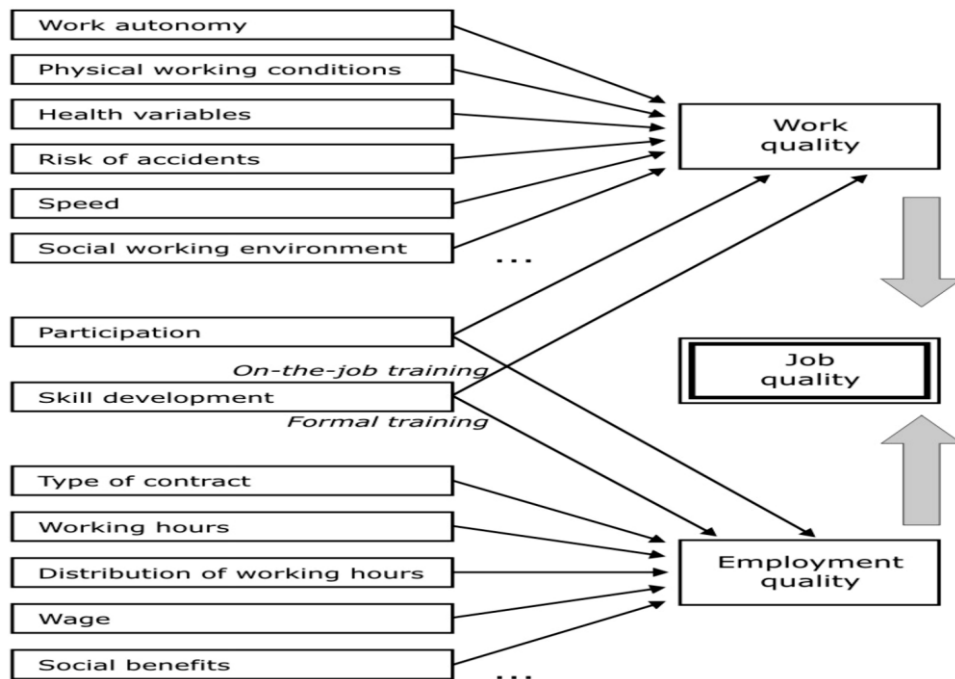 Work autonomy
Physical working conditions
Health variables
Risk of accidents
Speed
Social working environment
...
Work
quality
Participation
On-the-job training
Skill development
Formal training
Job
quality
Type of contract
Working hours
Distribution of working hours
Wage
Social benefits
...
Employment
quality